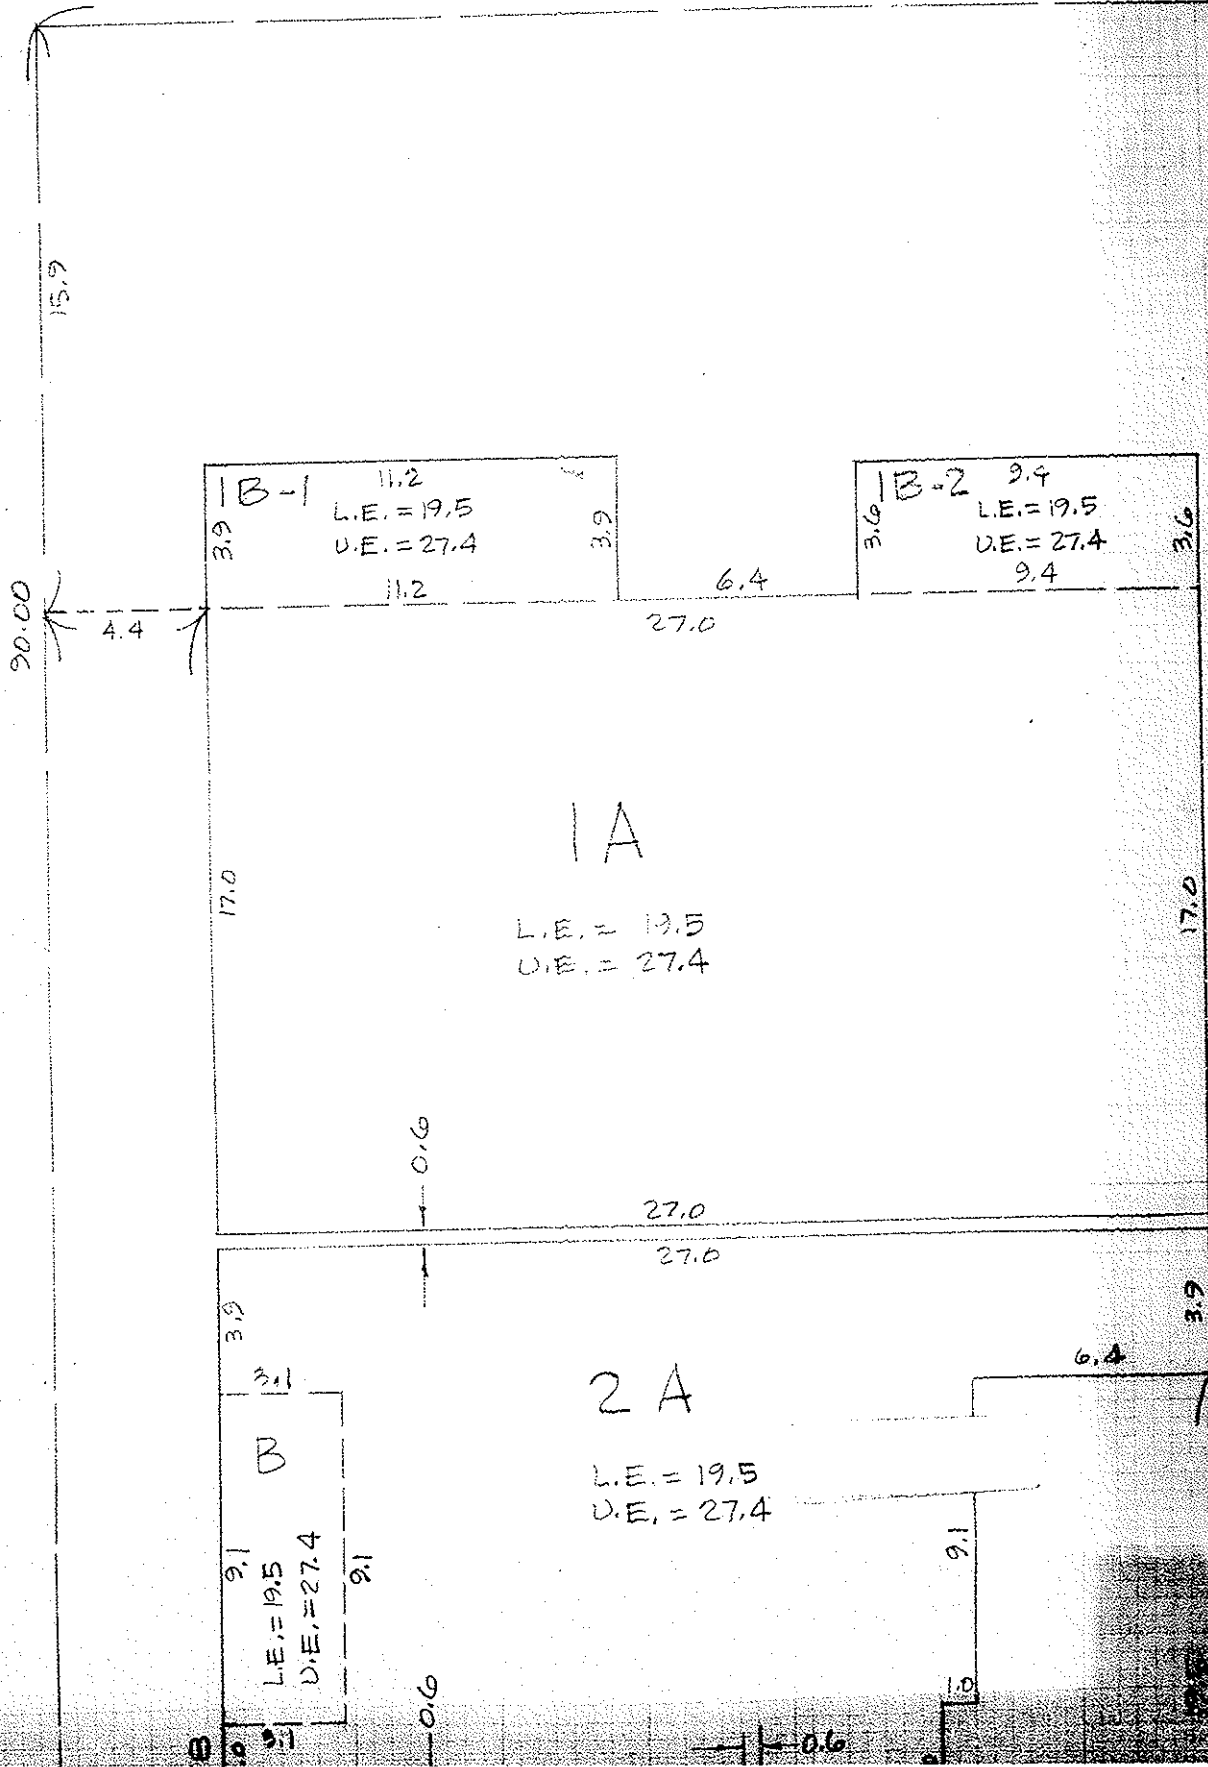 15.9
90.00
4.4
1B-1
11.2
L.E. = 19.5
U.E. = 27.4
3.9
3.9
11.2
6.4
1B-2
9.4
L.E. = 19.5
U.E. = 27.4
3.6
3.6
9.4
27.0
17.0
1A
L.E. = 19.5
U.E. = 27.4
17.0
0.6
27.0
27.0
3.9
3.9
3.1
2A
6.4
B
L.E. = 19.5
U.E. = 27.4
L.E. = 19.5
U.E. = 27.4
9.1
9.1
9.1
1.0
3.1
0.6
0.6